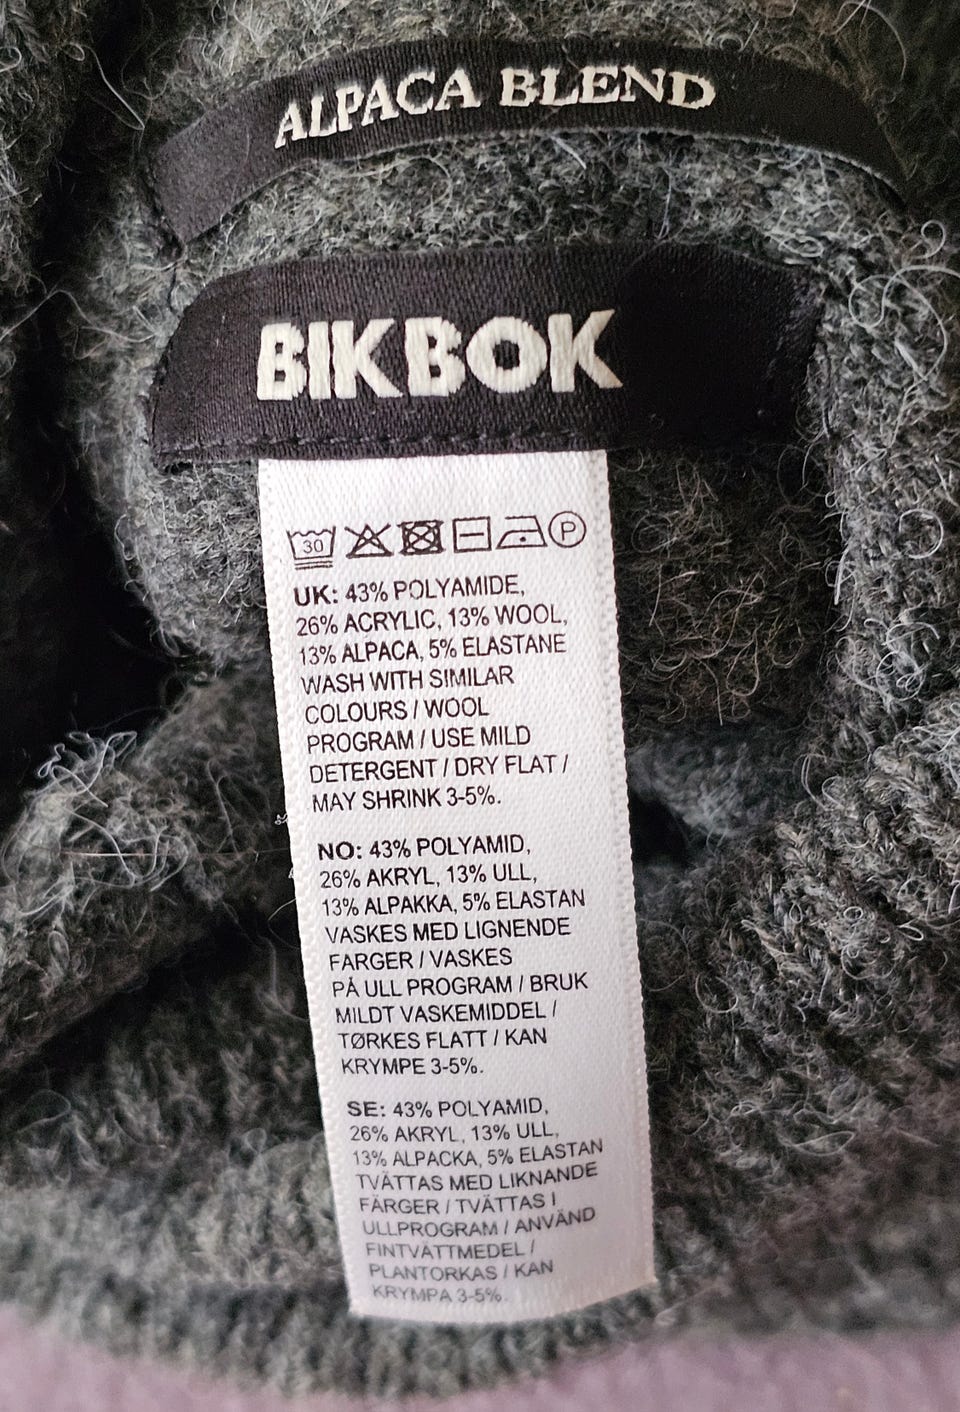 ALPACA BLEND
BIK BOK
30 P
UK: 43% POLYAMIDE,
26% ACRYLIC, 13% WOOL,
13% ALPACA, 5% ELASTANE
WASH WITH SIMILAR
COLOURS / WOOL
PROGRAM / USE MILD
DETERGENT / DRY FLAT /
MAY SHRINK 3-5%.
NO: 43% POLYAMID,
26% AKRYL, 13% ULL,
13% ALPAKKA, 5% ELASTAN
VASKES MED LIGNENDE
FARGER / VASKES
PÅ ULL PROGRAM / BRUK
MILDT VASKEMIDDEL /
TØRKES FLATT / KAN
KRYMPE 3-5%.
SE: 43% POLYAMID,
26% AKRYL, 13% ULL,
13% ALPACKA, 5% ELASTAN
TVÄTTAS MED LIKNANDE
FÄRGER / TVÄTTAS I
ULLPROGRAM / ANVÄND
FINTVÄTTMEDEL /
PLANTORKAS / KAN
KRYMPA 3-5%.